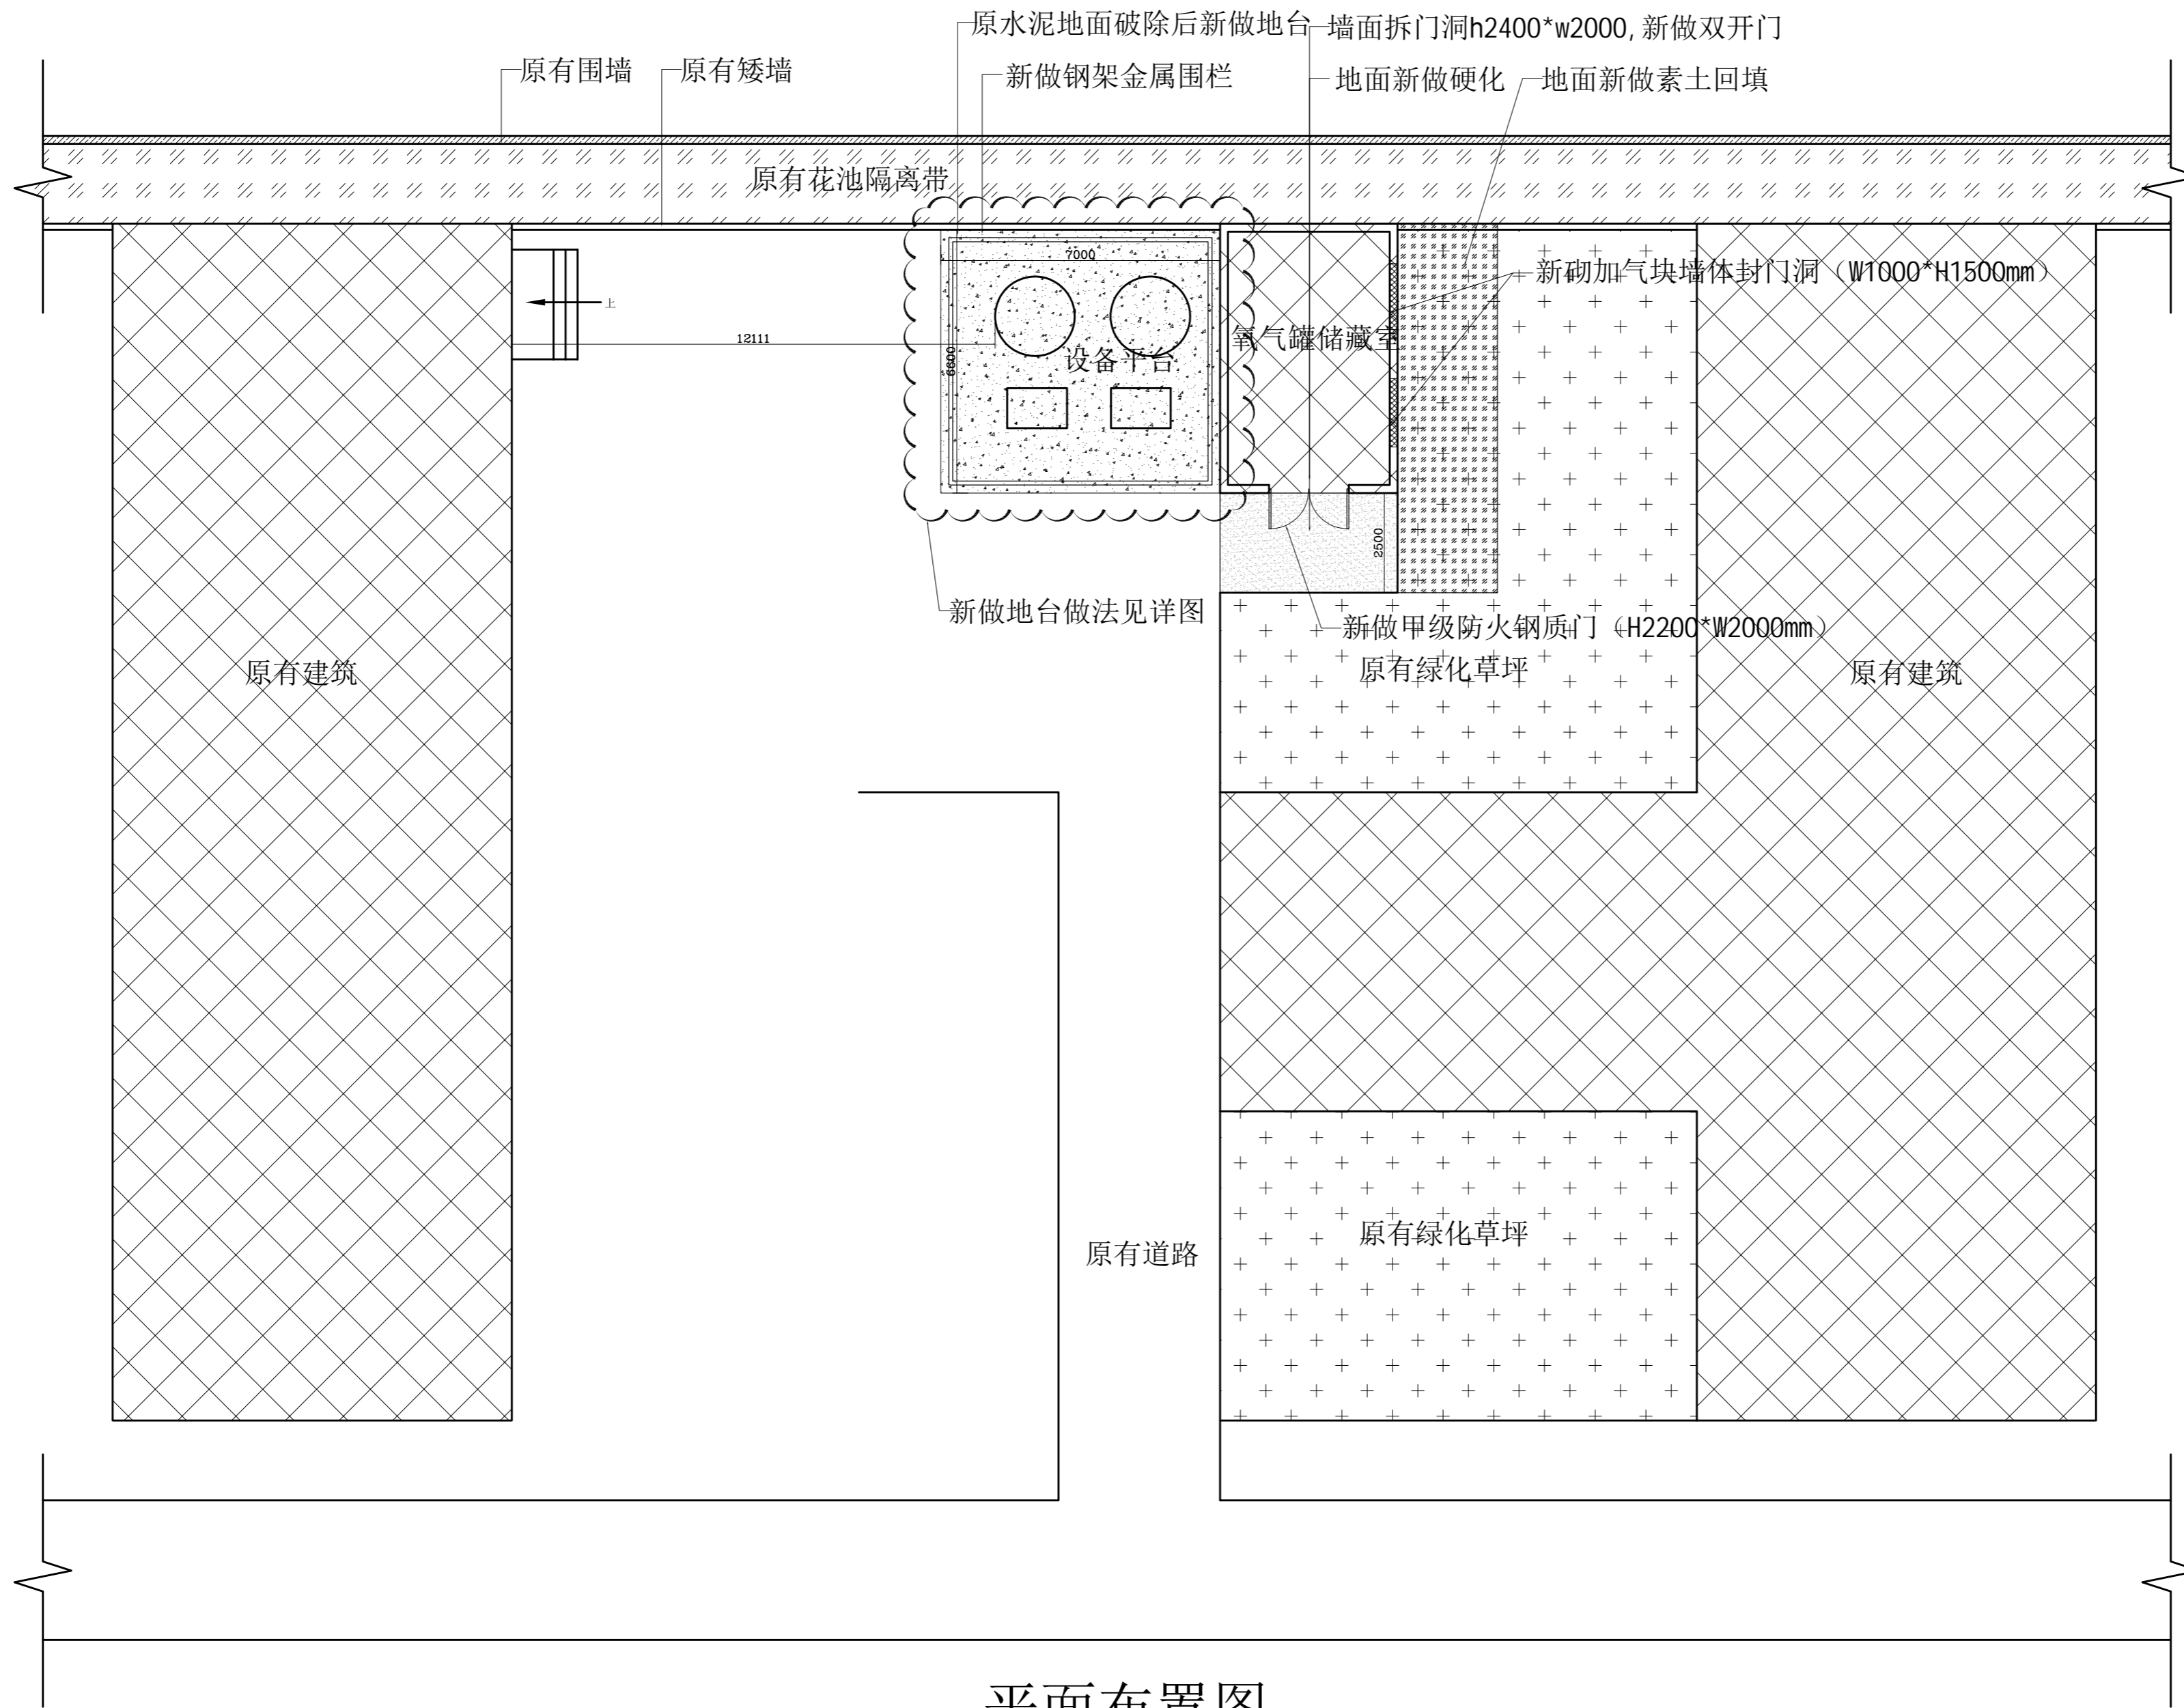 原水泥地面破除后新做地台
墙面拆门洞h2400*w2000,新做双开门
原有围墙
原有矮墙
新做钢架金属围栏
地面新做硬化
地面新做素土回填
原有花池隔离带
7000
新砌加气块墙体封门洞（W1000*H1500mm）
上
12111
6600
设备平台
氧气罐储藏室
2500
新做地台做法见详图
新做甲级防火钢质门（H2200*W2000mm）
原有建筑
原有绿化草坪
原有建筑
原有绿化草坪
原有道路
平面布置图